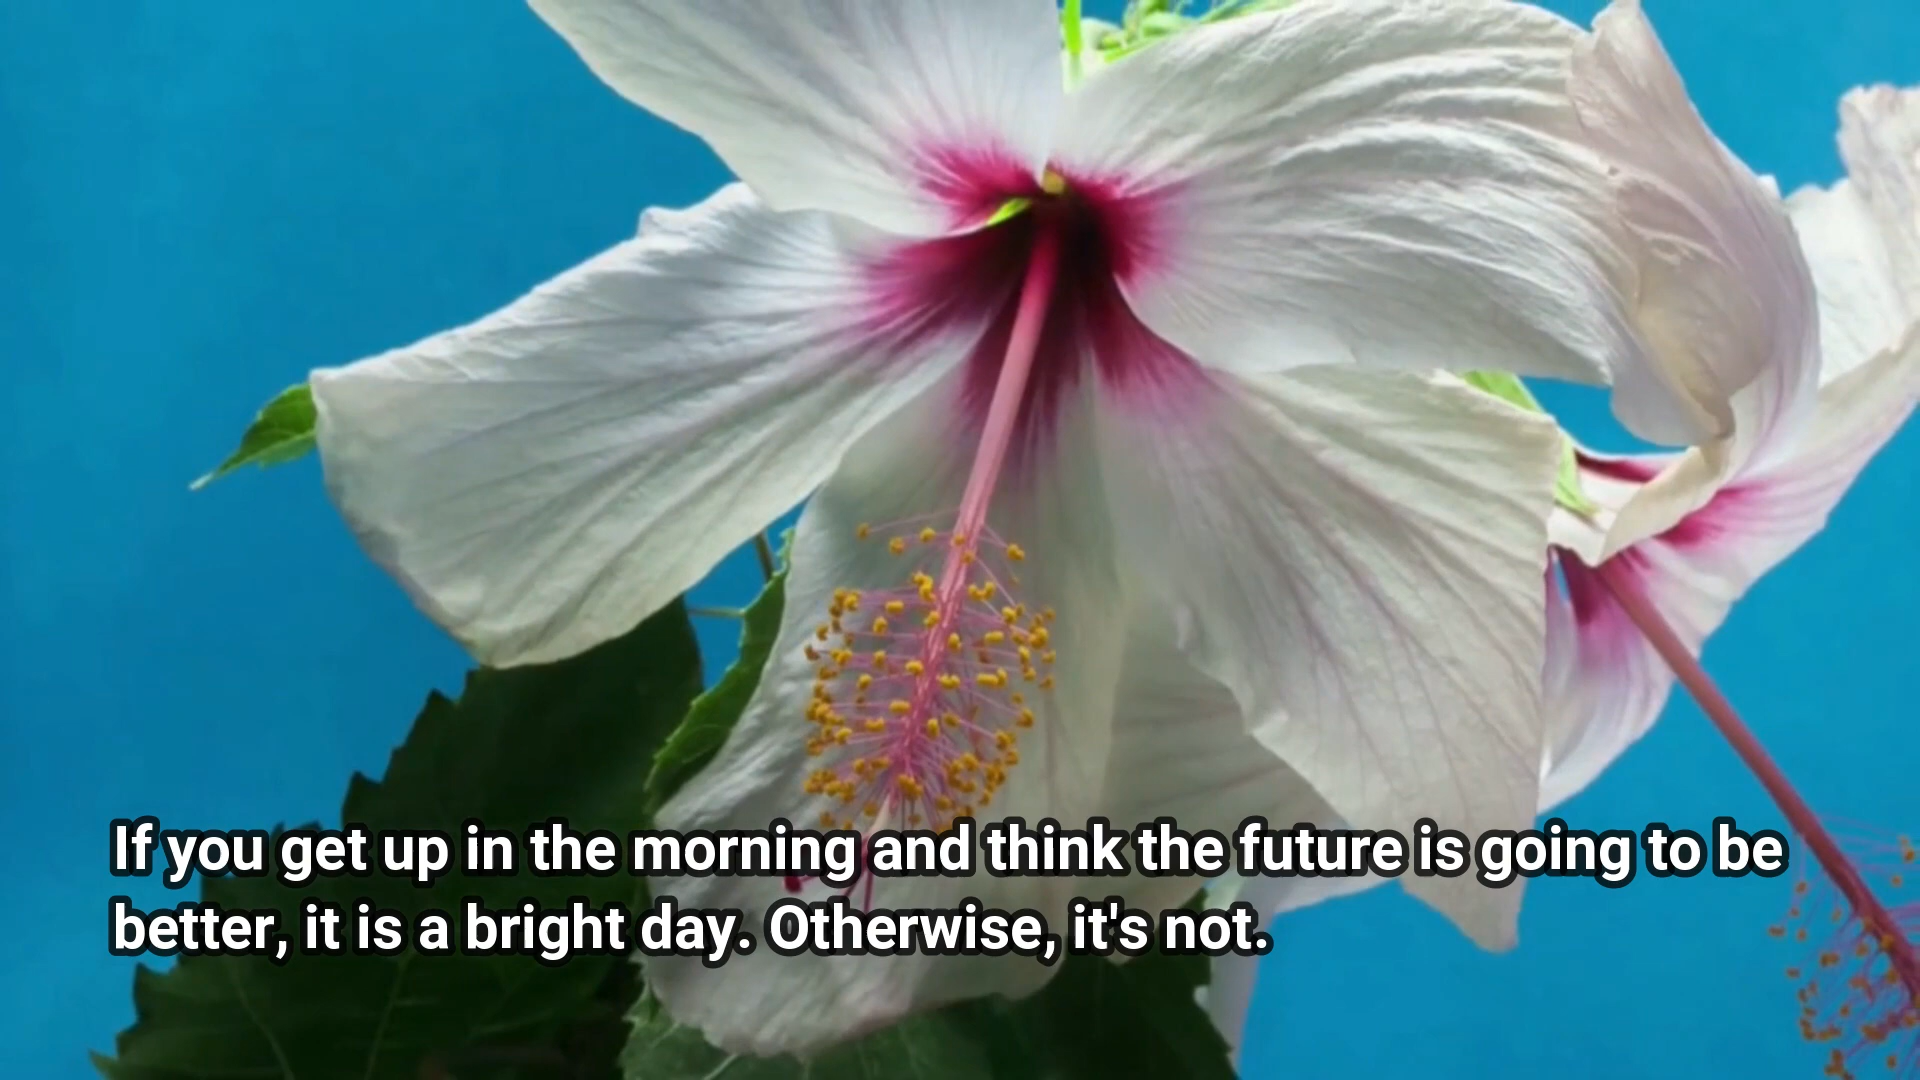 If you get up in the morning and think the future is going to be
better, it is a bright day. Otherwise, it's not.